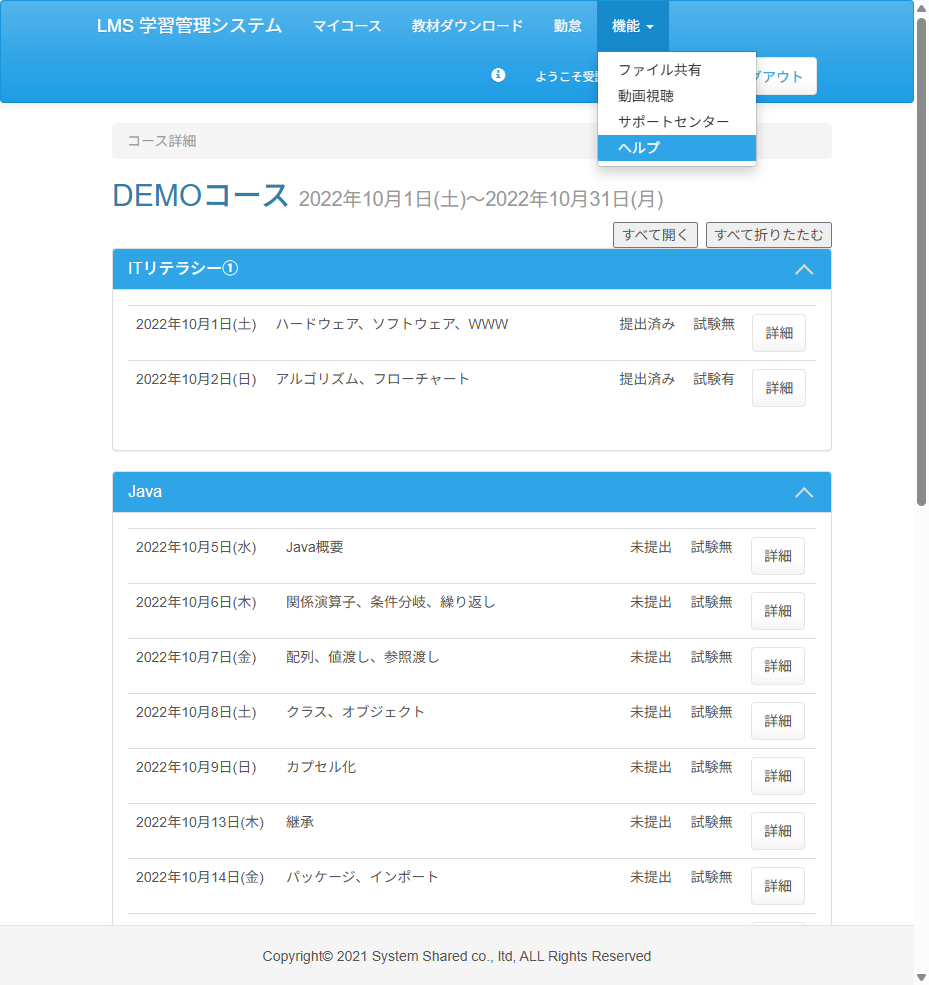 LMS 学習管理システム マイコース 教材ダウンロード 勤怠 機能
ようこそ受
ファイル共有
動画視聴
サポートセンター
ヘルプ
グアウト
コース詳細
DEMOコース 2022年10月1日(土)～2022年10月31日(月)
すべて開く すべて折りたたむ
ITリテラシー①
2022年10月1日(土) ハードウェア、ソフトウェア、WWW 提出済み 試験無 詳細
2022年10月2日(日) アルゴリズム、フローチャート 提出済み 試験有 詳細
Java
2022年10月5日(水) Java概要 未提出 試験無 詳細
2022年10月6日(木) 関係演算子、条件分岐、繰り返し 未提出 試験無 詳細
2022年10月7日(金) 配列、値渡し、参照渡し 未提出 試験無 詳細
2022年10月8日(土) クラス、オブジェクト 未提出 試験無 詳細
2022年10月9日(日) カプセル化 未提出 試験無 詳細
2022年10月13日(木) 継承 未提出 試験無 詳細
2022年10月14日(金) パッケージ、インポート 未提出 試験無 詳細
Copyright© 2021 System Shared co., ltd, ALL Rights Reserved